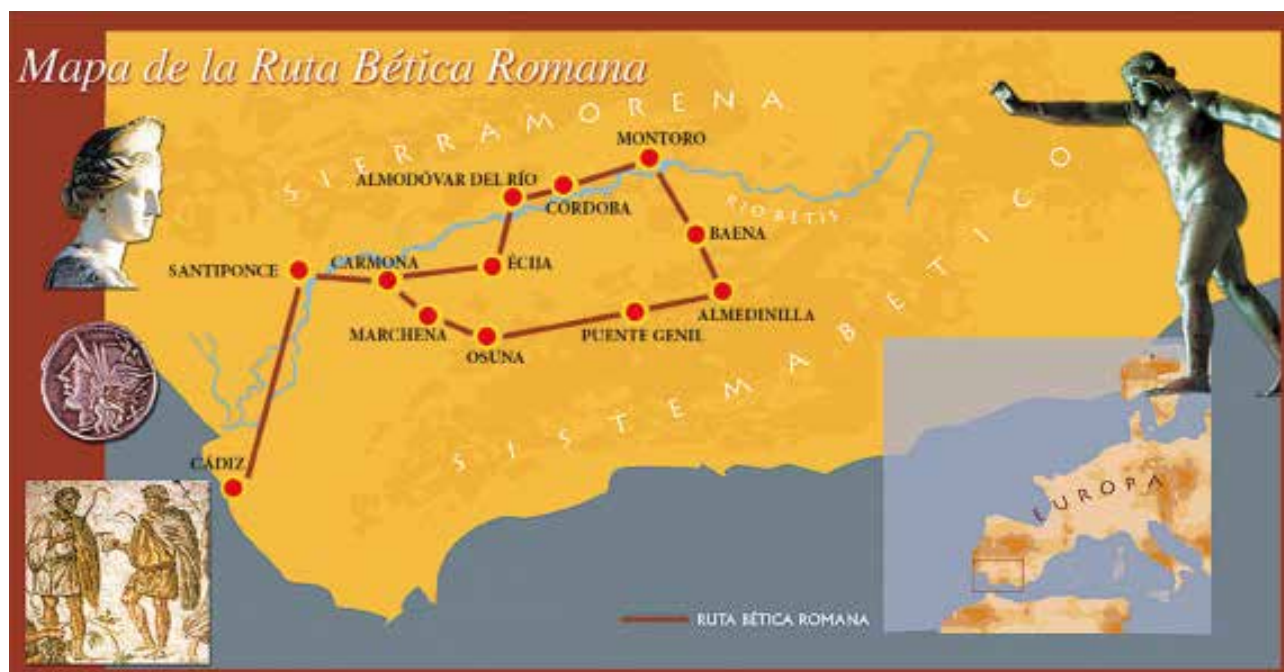 Mapa de la Ruta Bética Romana
SIERRA MORENA
MONTORO
ALMODÓVAR DEL RÍO
CÓRDOBA
RÍO BETIS
BAENA
SANTIPONCE
CARMONA
ÉCIJA
ALMEDINILLA
MARCHENA
PUENTE GENIL
OSUNA
SISTEMA BETICO
CÁDIZ
EUROPA
RUTA BÉTICA ROMANA